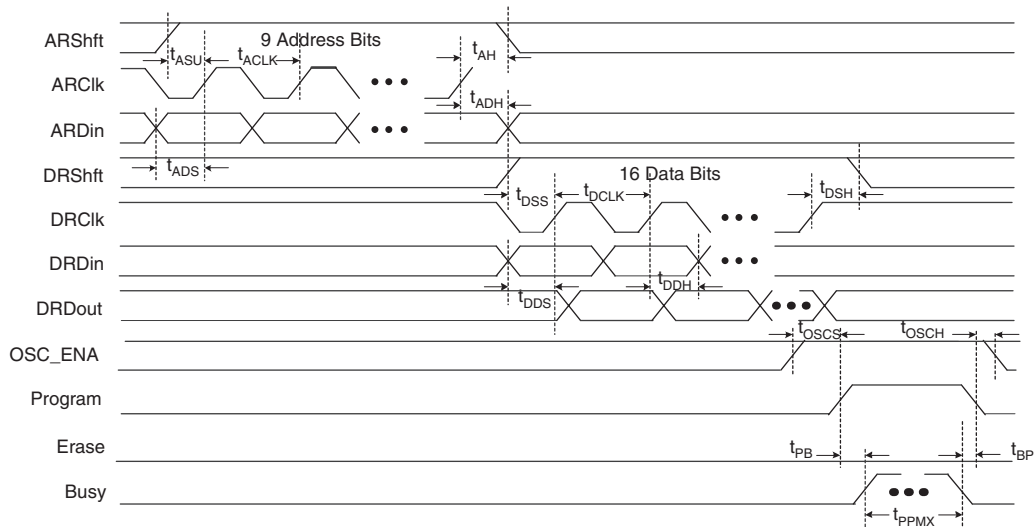 ARShft
9 Address Bits
tASU
tACLK
tAH
ARClk
tADH
ARDin
tADS
DRShft
16 Data Bits
tDSS
tDCLK
tDSH
DRClk
DRDin
tDDS
tDDH
DRDout
tOSCS
tOSCH
OSC_ENA
Program
Erase
tPB
tBP
Busy
tPPMX